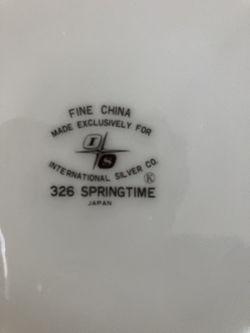 FINE CHINA
MADE EXCLUSIVELY FOR
I
S
INTERNATIONAL SILVER CO.
R
326 SPRINGTIME
JAPAN